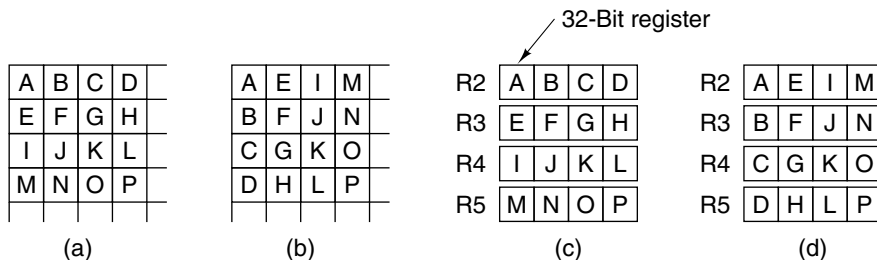 32-Bit register
A B C D A E I M R2 A B C D R2 A E I M
E F G H B F J N R3 E F G H R3 B F J N
I J K L C G K O R4 I J K L R4 C G K O
M N O P D H L P R5 M N O P R5 D H L P
(a) (b) (c) (d)